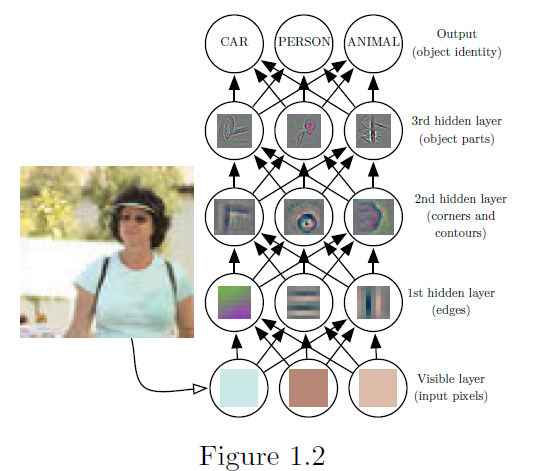 CAR PERSON ANIMAL
Output
(object identity)
3rd hidden layer
(object parts)
2nd hidden layer
(corners and
contours)
1st hidden layer
(edges)
Visible layer
(input pixels)
Figure 1.2